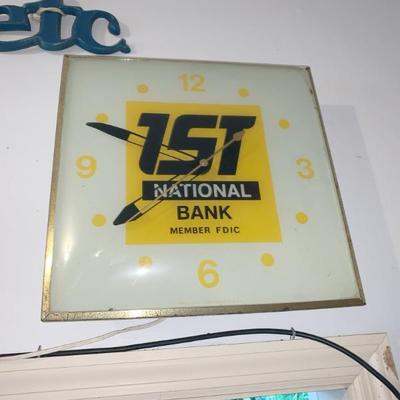 etc
12
1ST
9
3
NATIONAL
BANK
MEMBER FDIC
6